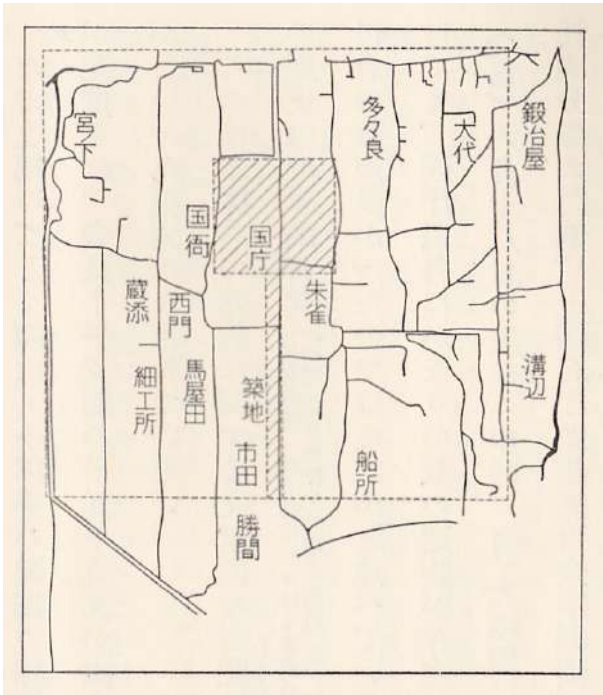 鍛冶屋
大代
多々良
宮ノ下
国衙
国庁
朱雀
蔵添
西門
細工所
馬屋田
築地
市田
溝辺
船所
勝間